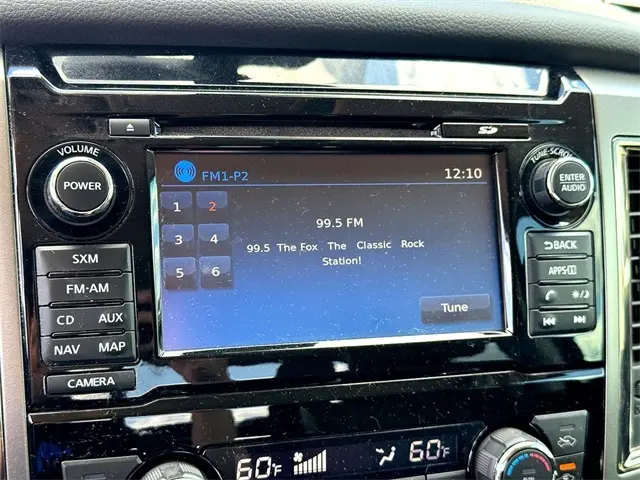 VOLUME
POWER
SXM
FM·AM
CD AUX
NAV MAP
CAMERA
SD
FM1-P2
12:10
1 2
3 4
5 6
99.5 FM
99.5 The Fox The Classic Rock
Station!
Tune
TUNE·SCROLL
ENTER
AUDIO
BACK
APPS
60°F
60°F